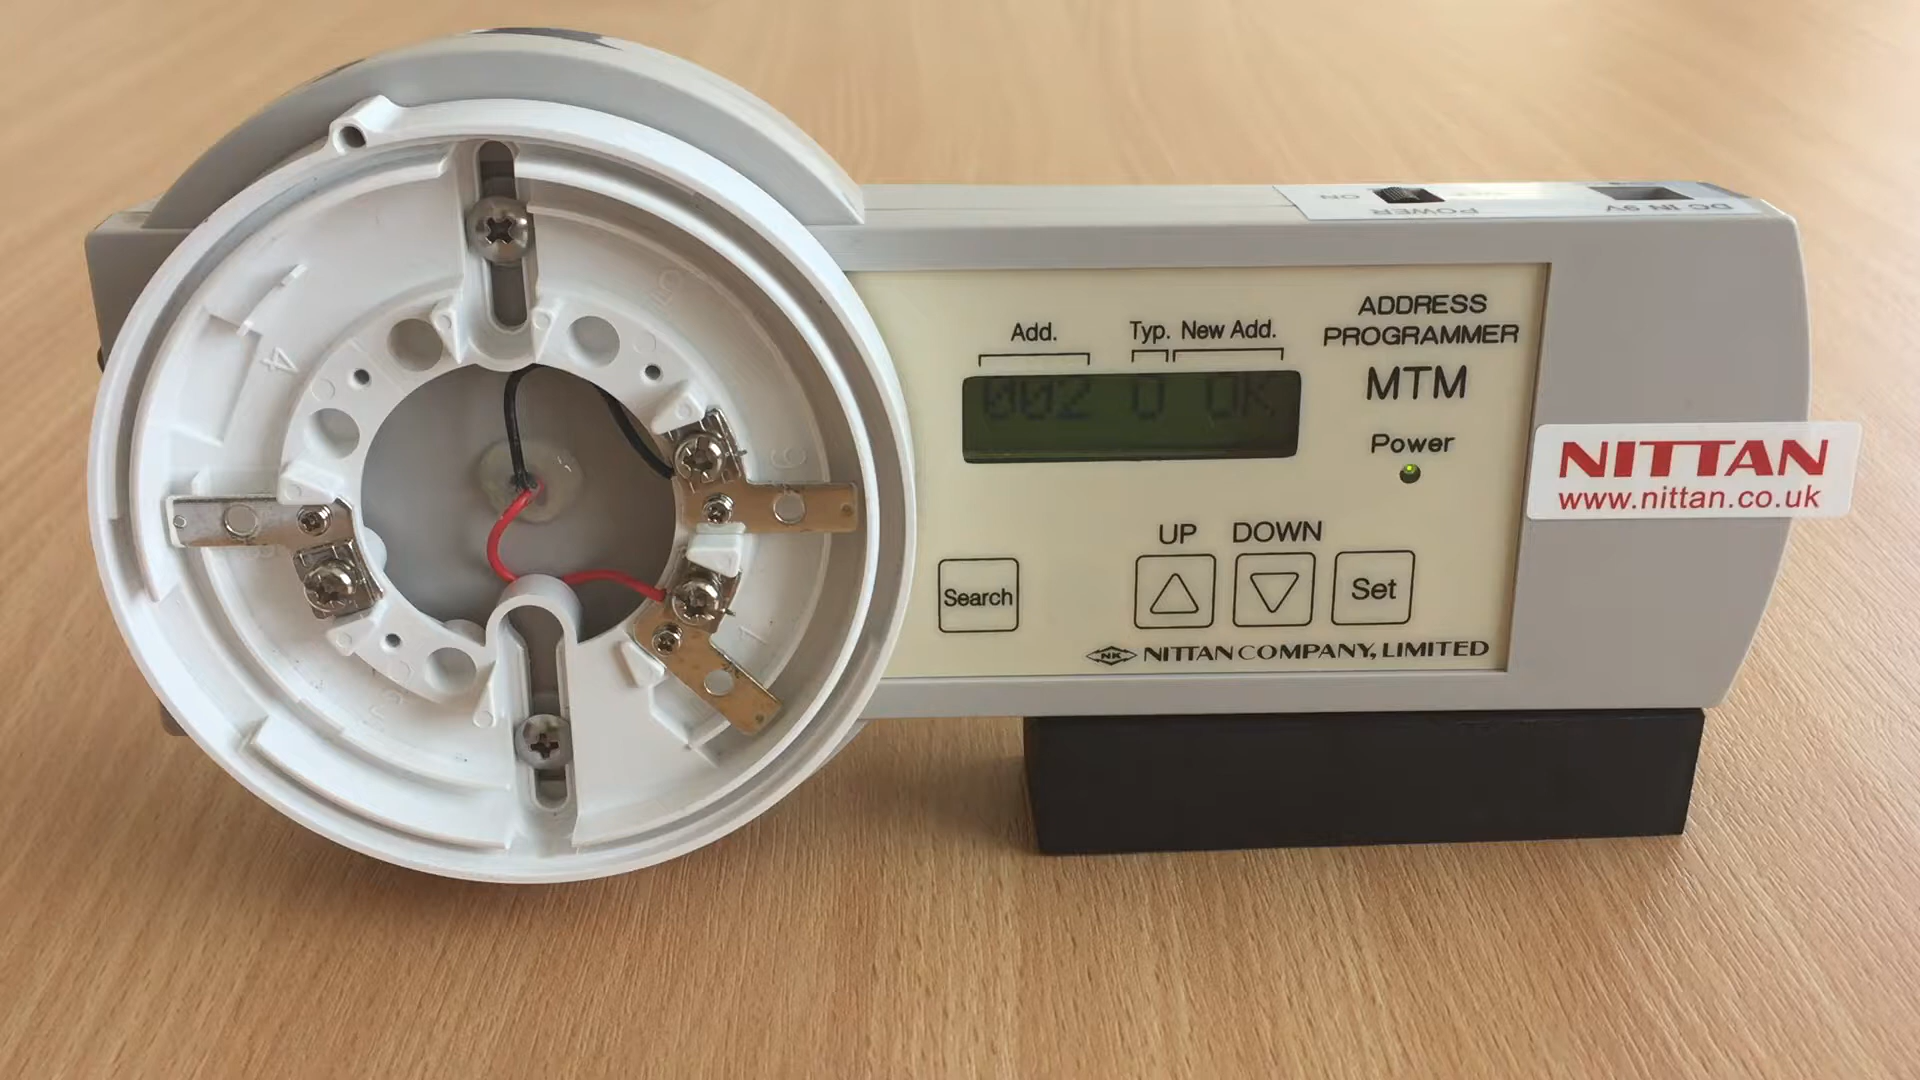 POWER
ON
DC IN 9V
ADDRESS
PROGRAMMER
MTM
Add.
Typ. New Add.
002 0 OK
Power
NITTAN
www.nittan.co.uk
UP DOWN
Search
Set
NK NITTAN COMPANY, LIMITED
4